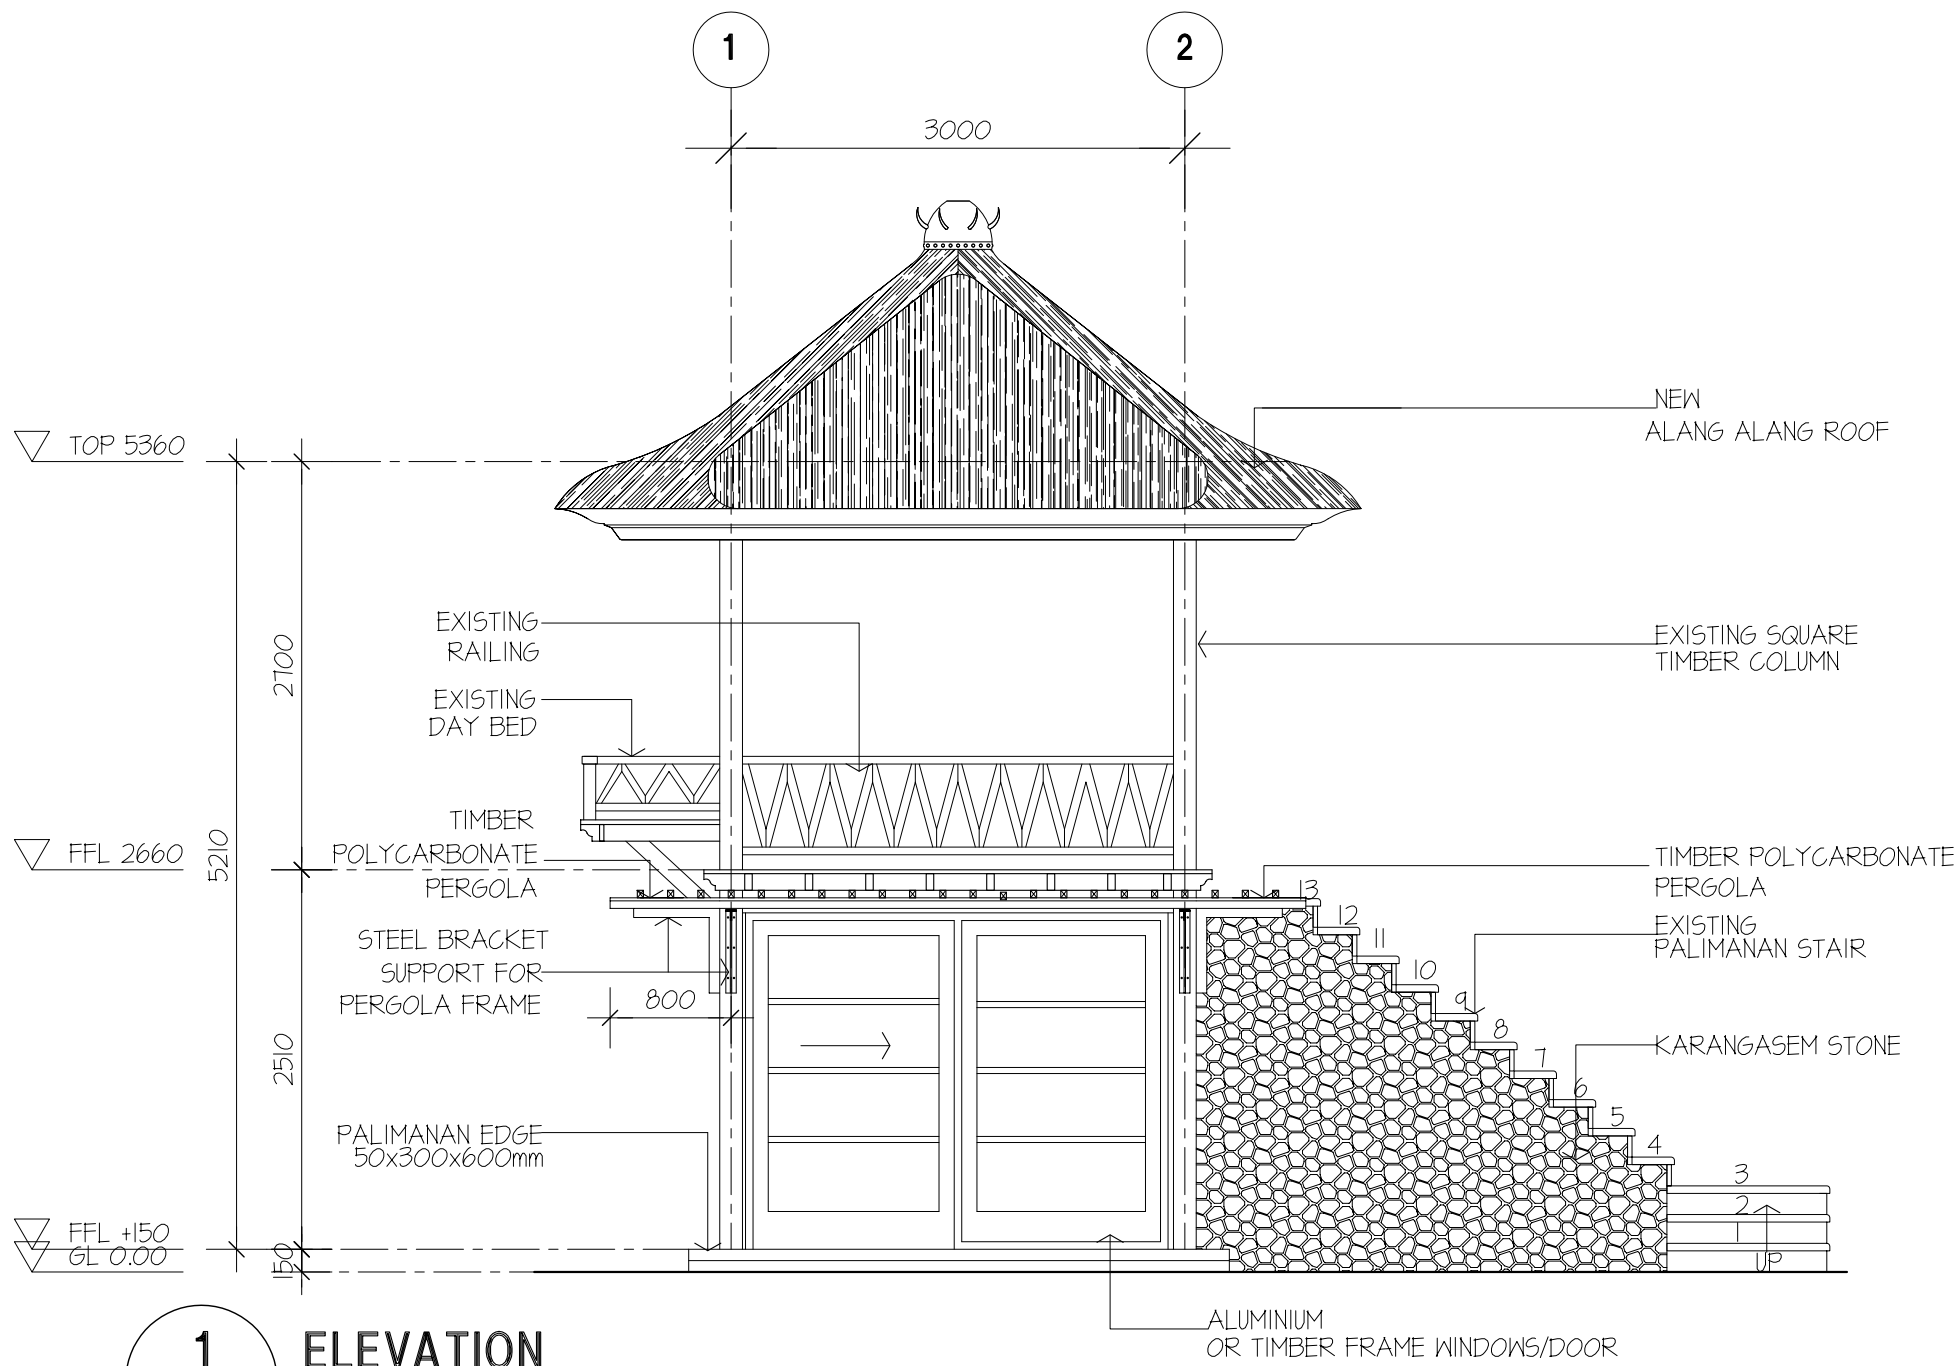 1
2
3000
NEW
ALANG ALANG ROOF
TOP 5360
EXISTING
RAILING
EXISTING SQUARE
TIMBER COLUMN
2700
EXISTING
DAY BED
TIMBER
POLYCARBONATE
PERGOLA
5210
FFL 2660
TIMBER POLYCARBONATE
PERGOLA
13
12
11
10
9
8
7
6
5
4
3
2
1
UP
EXISTING
PALIMANAN STAIR
STEEL BRACKET
SUPPORT FOR
PERGOLA FRAME
800
2510
KARANGASEM STONE
PALIMANAN EDGE
50x300x600mm
FFL +150
GL 0.00
150
ALUMINIUM
OR TIMBER FRAME WINDOWS/DOOR
1
ELEVATION